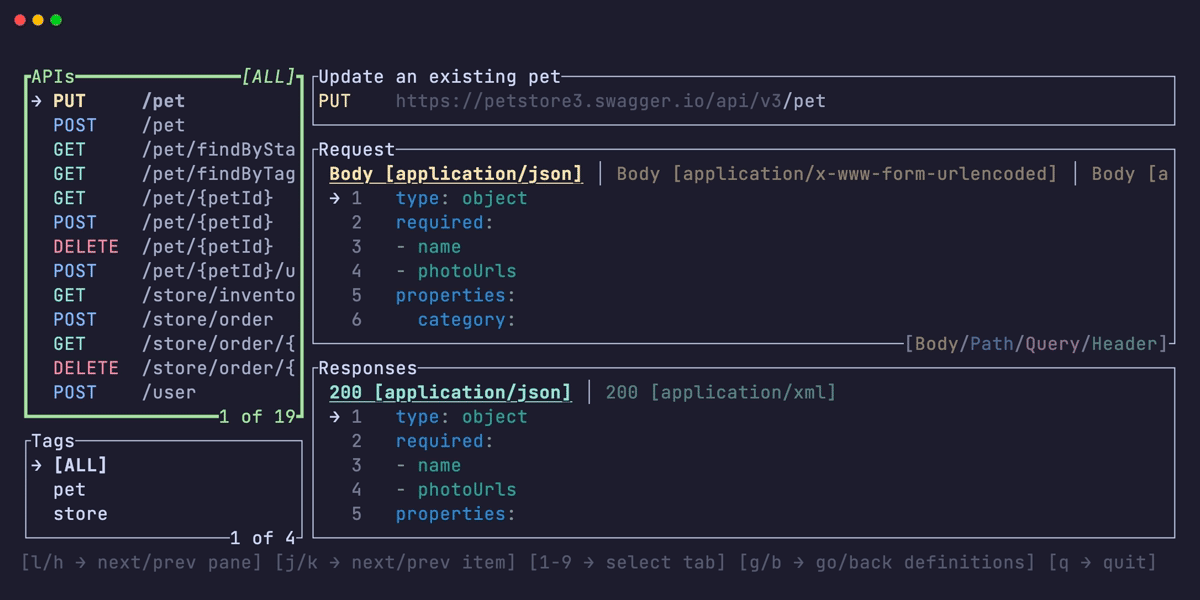 APIs [ALL]
→ PUT /pet
POST /pet
GET /pet/findBySta
GET /pet/findByTag
GET /pet/{petId}
POST /pet/{petId}
DELETE /pet/{petId}
POST /pet/{petId}/u
GET /store/invento
POST /store/order
GET /store/order/{
DELETE /store/order/{
POST /user
1 of 19
Tags
→ [ALL]
pet
store
1 of 4
Update an existing pet
PUT https://petstore3.swagger.io/api/v3/pet
Request
Body [application/json] | Body [application/x-www-form-urlencoded] | Body [a
→ 1 type: object
2 required:
3 - name
4 - photoUrls
5 properties:
6 category:
[Body/Path/Query/Header]
Responses
200 [application/json] | 200 [application/xml]
→ 1 type: object
2 required:
3 - name
4 - photoUrls
5 properties:
[l/h → next/prev pane] [j/k → next/prev item] [1-9 → select tab] [g/b → go/back definitions] [q → quit]